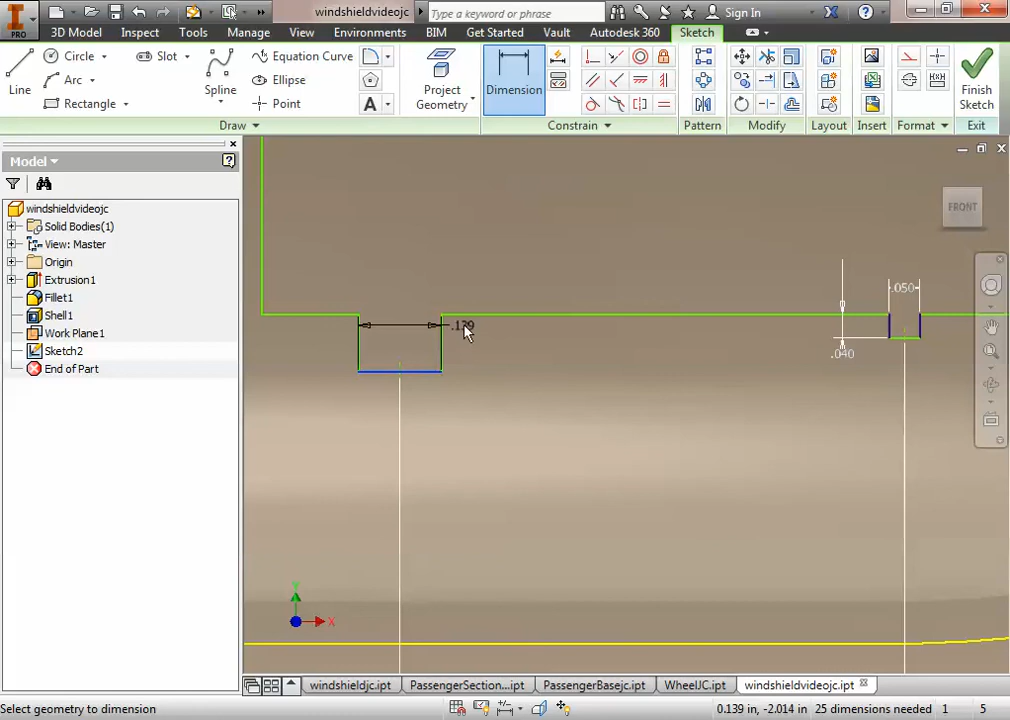 PRO
windshieldvideojc
Type a keyword or phrase
Sign In
3D Model
Inspect
Tools
Manage
View
Environments
BIM
Get Started
Vault
Autodesk 360
Sketch
Line
Circle
Arc
Rectangle
Slot
Spline
Equation Curve
Ellipse
Point
A
Project
Geometry
Dimension
Finish
Sketch
Draw
Constrain
Pattern
Modify
Layout
Insert
Format
Exit
Model
windshieldvideojc
Solid Bodies(1)
View: Master
Origin
Extrusion1
Fillet1
Shell1
Work Plane1
Sketch2
End of Part
FRONT
.139
.050
.040
Y
X
windshieldjc.ipt
PassengerSection...ipt
PassengerBasejc.ipt
WheelJC.ipt
windshieldvideojc.ipt
Select geometry to dimension
0.139 in, -2.014 in
25 dimensions needed
1
5